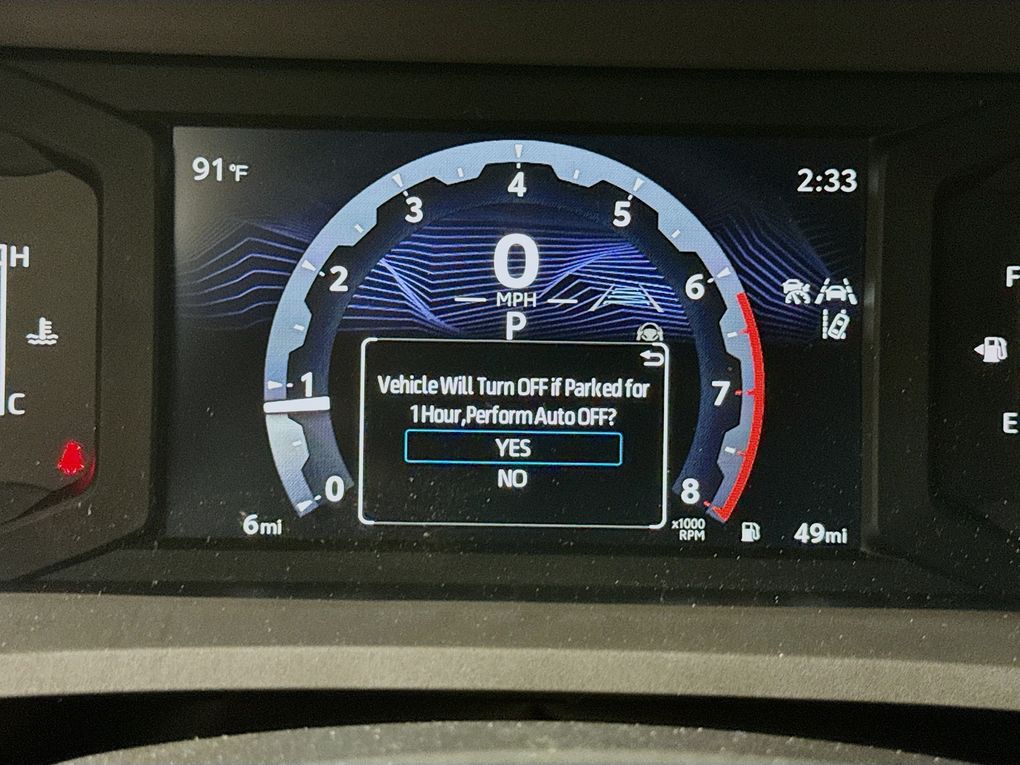 91°F
2:33
4
3
5
H
0
2
6
F
MPH
P
Vehicle Will Turn OFF if Parked for
1 Hour,Perform Auto OFF?
1
7
C
YES
E
NO
0
8
6mi
x1000
RPM
49mi